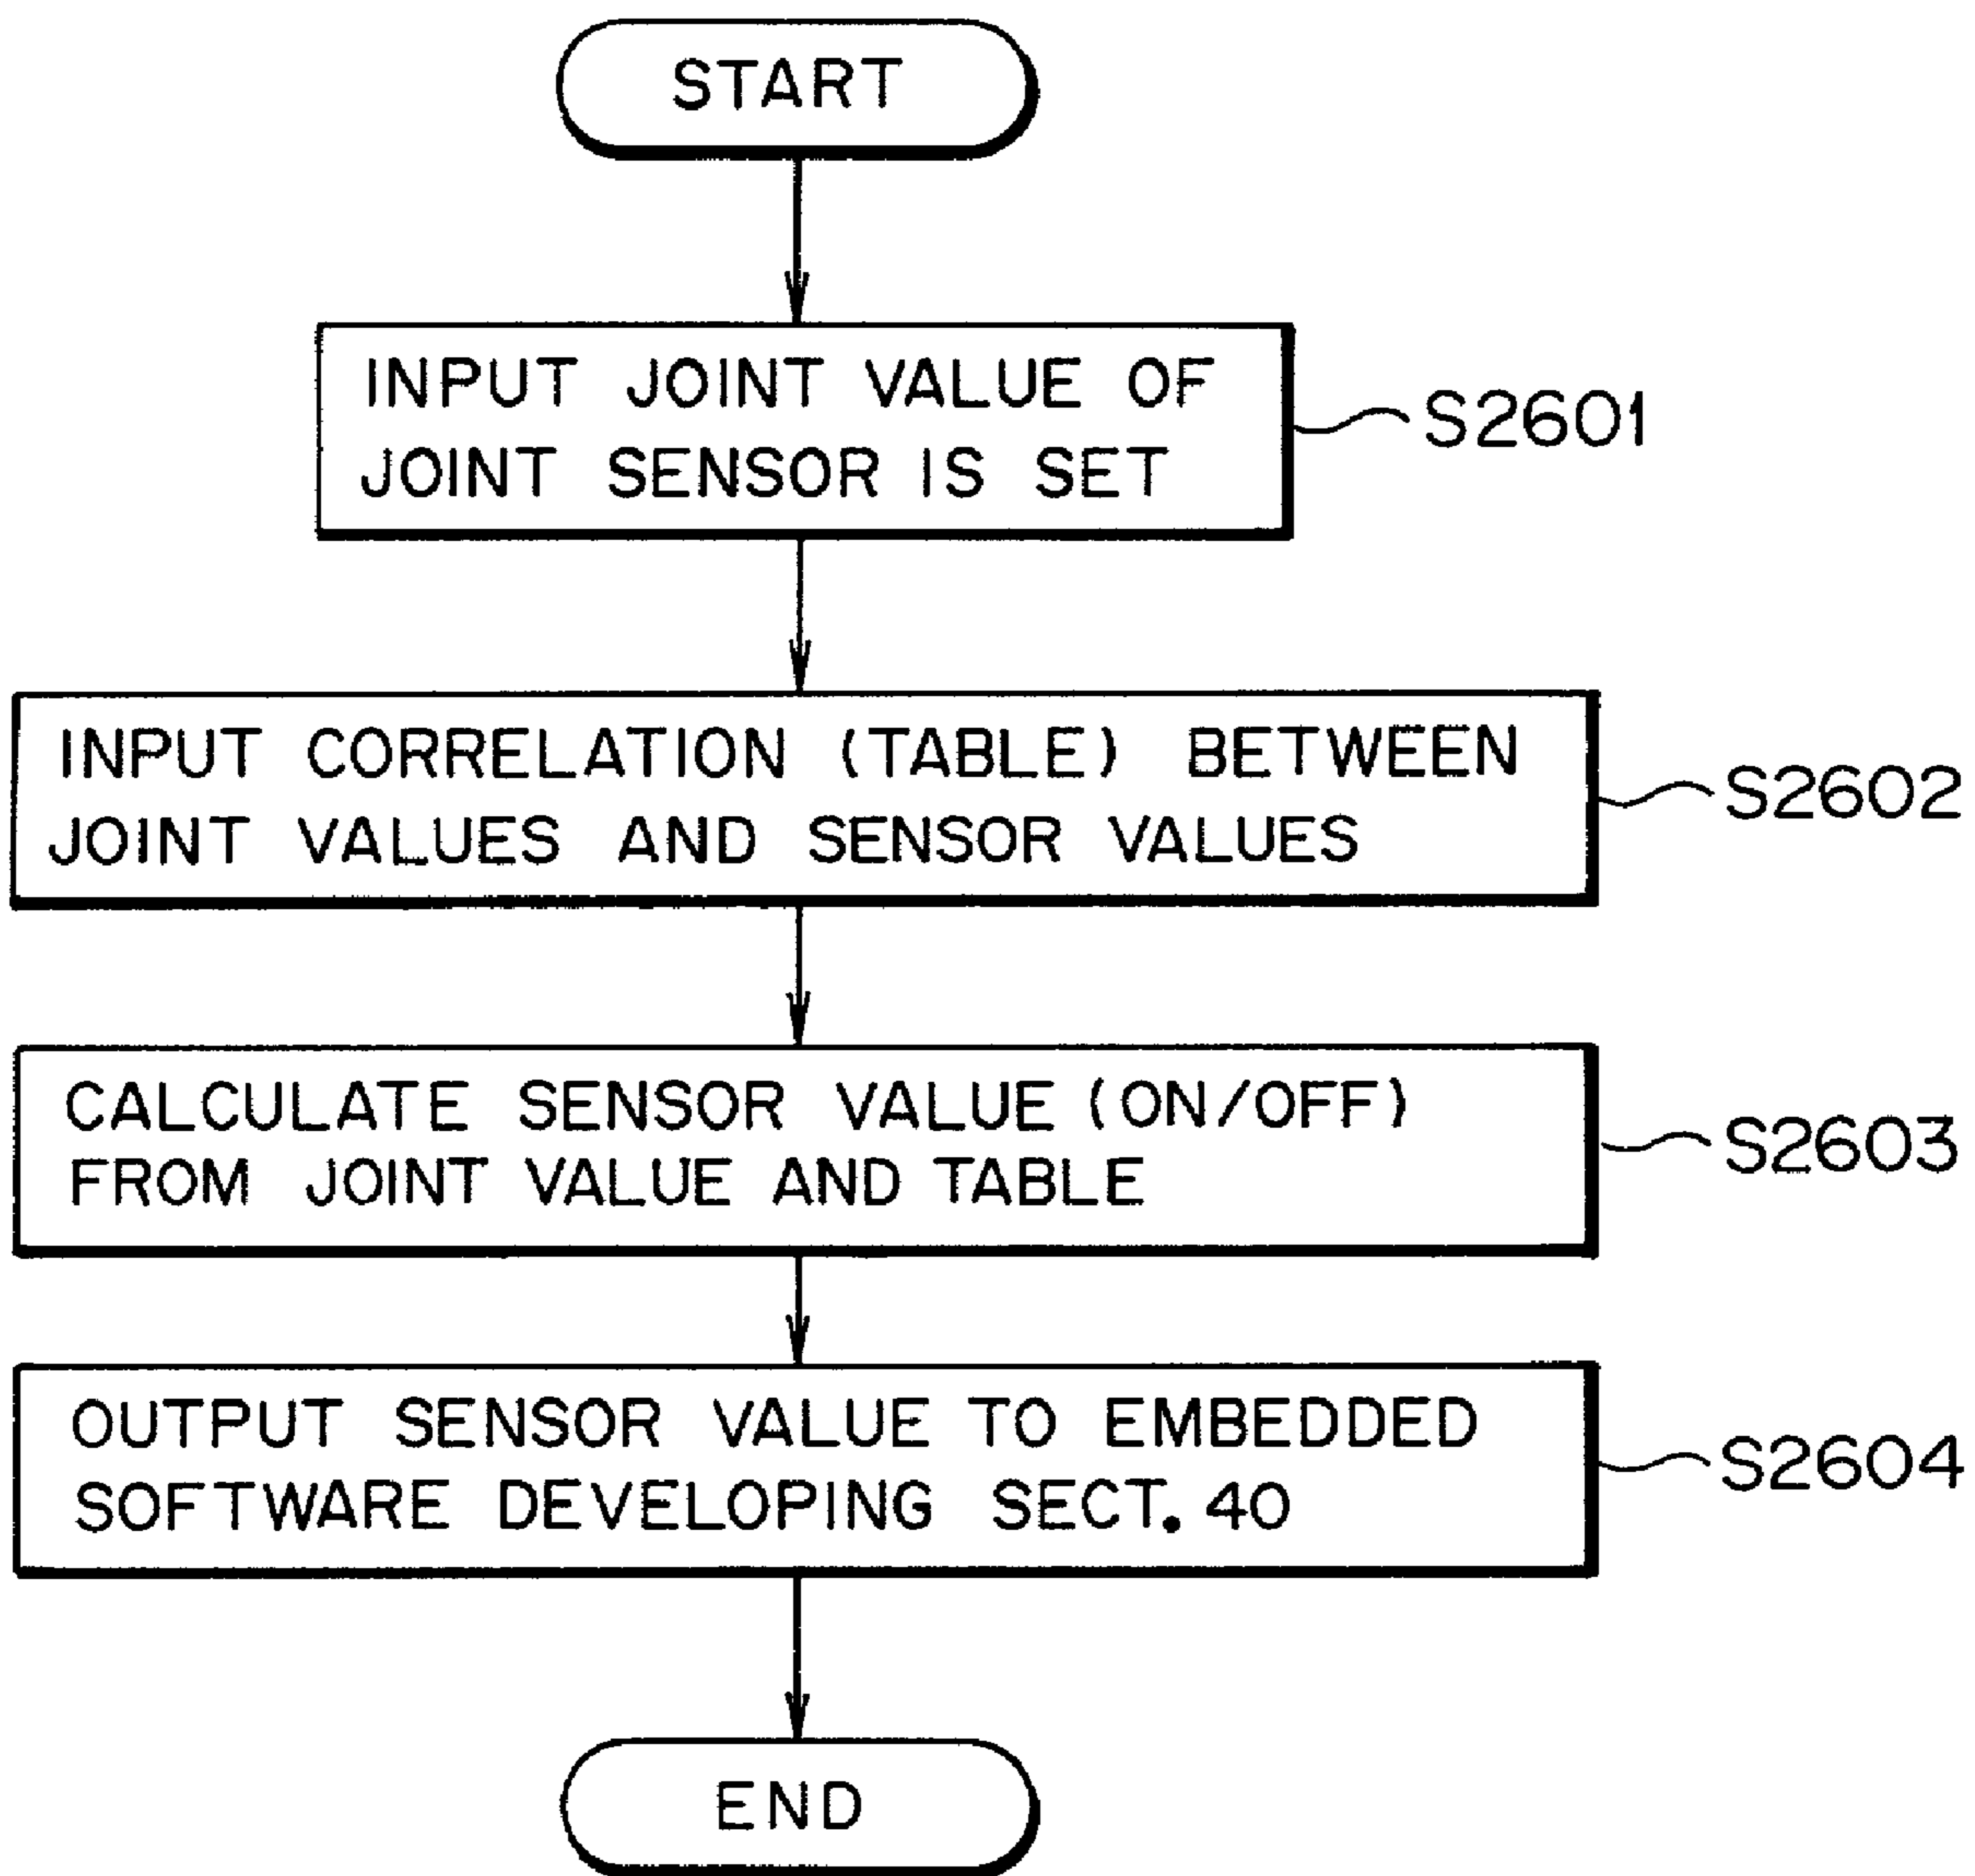 START
INPUT JOINT VALUE OF
JOINT SENSOR IS SET
S2601
INPUT CORRELATION (TABLE) BETWEEN
JOINT VALUES AND SENSOR VALUES
S2602
CALCULATE SENSOR VALUE (ON/OFF)
FROM JOINT VALUE AND TABLE
S2603
OUTPUT SENSOR VALUE TO EMBEDDED
SOFTWARE DEVELOPING SECT. 40
S2604
END